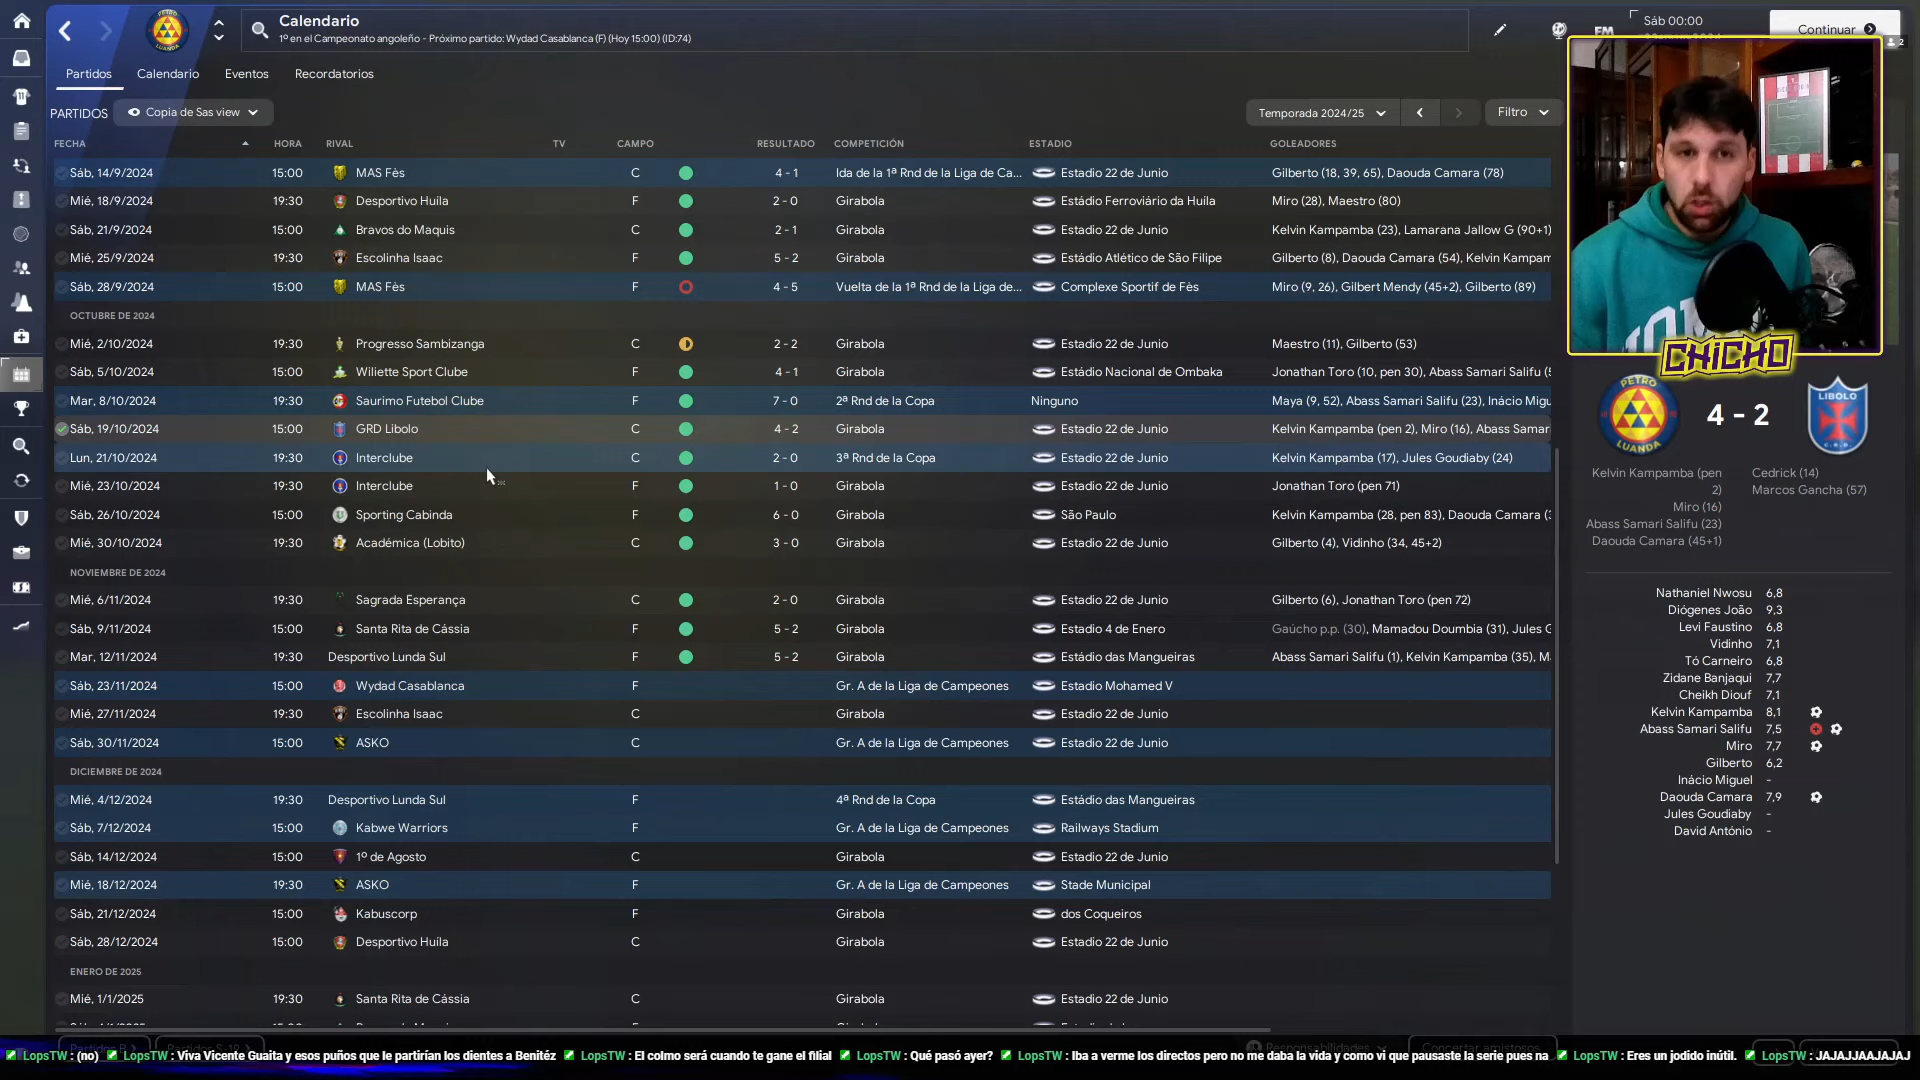 Calendario
1º en el Campeonato angoleño - Próximo partido: Wydad Casablanca (F) (Hoy 15:00) (ID:74)
FM
Sáb 00:00
Continuar
2
Partidos Calendario Eventos Recordatorios
PARTIDOS Copia de Sas view Temporada 2024/25 Filtro
FECHA HORA RIVAL TV CAMPO RESULTADO COMPETICIÓN ESTADIO GOLEADORES
Sáb, 14/9/2024 15:00 MAS Fès C 4 - 1 Ida de la 1ª Rnd de la Liga de Ca... Estadio 22 de Junio Gilberto (18, 39, 65), Daouda Camara (78)
Mié, 18/9/2024 19:30 Desportivo Huíla F 2 - 0 Girabola Estádio Ferroviário da Huíla Miro (28), Maestro (80)
Sáb, 21/9/2024 15:00 Bravos do Maquis C 2 - 1 Girabola Estadio 22 de Junio Kelvin Kampamba (23), Lamarana Jallow G (90+1)
Mié, 25/9/2024 19:30 Escolinha Isaac F 5 - 2 Girabola Estádio Atlético de São Filipe Gilberto (8), Daouda Camara (54), Kelvin Kampam
Sáb, 28/9/2024 15:00 MAS Fès F 4 - 5 Vuelta de la 1ª Rnd de la Liga de... Complexe Sportif de Fès Miro (9, 26), Gilbert Mendy (45+2), Gilberto (89)
OCTUBRE DE 2024
Mié, 2/10/2024 19:30 Progresso Sambizanga C 2 - 2 Girabola Estadio 22 de Junio Maestro (11), Gilberto (53)
Sáb, 5/10/2024 15:00 Wiliette Sport Clube F 4 - 1 Girabola Estádio Nacional de Ombaka Jonathan Toro (10, pen 30), Abass Samari Salifu (5
Mar, 8/10/2024 19:30 Saurimo Futebol Clube F 7 - 0 2ª Rnd de la Copa Ninguno Maya (9, 52), Abass Samari Salifu (23), Inácio Migu
Sáb, 19/10/2024 15:00 GRD Libolo C 4 - 2 Girabola Estadio 22 de Junio Kelvin Kampamba (pen 2), Miro (16), Abass Samar
Lun, 21/10/2024 19:30 Interclube C 2 - 0 3ª Rnd de la Copa Estadio 22 de Junio Kelvin Kampamba (17), Jules Goudiaby (24)
Mié, 23/10/2024 19:30 Interclube F 1 - 0 Girabola Estadio 22 de Junio Jonathan Toro (pen 71)
Sáb, 26/10/2024 15:00 Sporting Cabinda F 6 - 0 Girabola São Paulo Kelvin Kampamba (28, pen 83), Daouda Camara (3
Mié, 30/10/2024 19:30 Académica (Lobito) C 3 - 0 Girabola Estadio 22 de Junio Gilberto (4), Vidinho (34, 45+2)
NOVIEMBRE DE 2024
Mié, 6/11/2024 19:30 Sagrada Esperança C 2 - 0 Girabola Estadio 22 de Junio Gilberto (6), Jonathan Toro (pen 72)
Sáb, 9/11/2024 15:00 Santa Rita de Cássia F 5 - 2 Girabola Estadio 4 de Enero Gaúcho p.p. (30), Mamadou Doumbia (31), Jules G
Mar, 12/11/2024 19:30 Desportivo Lunda Sul F 5 - 2 Girabola Estádio das Mangueiras Abass Samari Salifu (1), Kelvin Kampamba (35), M
Sáb, 23/11/2024 15:00 Wydad Casablanca F Gr. A de la Liga de Campeones Estadio Mohamed V
Mié, 27/11/2024 19:30 Escolinha Isaac C Girabola Estadio 22 de Junio
Sáb, 30/11/2024 15:00 ASKO C Gr. A de la Liga de Campeones Estadio 22 de Junio
DICIEMBRE DE 2024
Mié, 4/12/2024 19:30 Desportivo Lunda Sul F 4ª Rnd de la Copa Estádio das Mangueiras
Sáb, 7/12/2024 15:00 Kabwe Warriors F Gr. A de la Liga de Campeones Railways Stadium
Sáb, 14/12/2024 15:00 1º de Agosto C Girabola Estadio 22 de Junio
Mié, 18/12/2024 19:30 ASKO F Gr. A de la Liga de Campeones Stade Municipal
Sáb, 21/12/2024 15:00 Kabuscorp F Girabola dos Coqueiros
Sáb, 28/12/2024 15:00 Desportivo Huíla C Girabola Estadio 22 de Junio
ENERO DE 2025
Mié, 1/1/2025 19:30 Santa Rita de Cássia C Girabola Estadio 22 de Junio
CHICHO
PETRO LUANDA 4 - 2 LIBOLO
Kelvin Kampamba (pen 2)
Miro (16)
Abass Samari Salifu (23)
Daouda Camara (45+1)
Cedrick (14)
Marcos Gancha (57)
Nathaniel Nwosu 6,8
Diógenes João 9,3
Levi Faustino 6,8
Vidinho 7,1
Tó Carneiro 6,8
Zidane Banjaqui 7,7
Cheikh Diouf 7,1
Kelvin Kampamba 8,1
Abass Samari Salifu 7,5
Miro 7,7
Gilberto 6,2
Inácio Miguel -
Daouda Camara 7,9
Jules Goudiaby -
David António -
LopsTW : (no) LopsTW : Viva Vicente Guaita y esos puños que le partirían los dientes a Benitéz LopsTW : El colmo será cuando te gane el filial LopsTW : Qué pasó ayer? LopsTW : Iba a verme los directos pero no me daba la vida y como vi que pausaste la serie pues na LopsTW : Eres un jodido inútil. LopsTW : JAJAJJAAJAJAJ